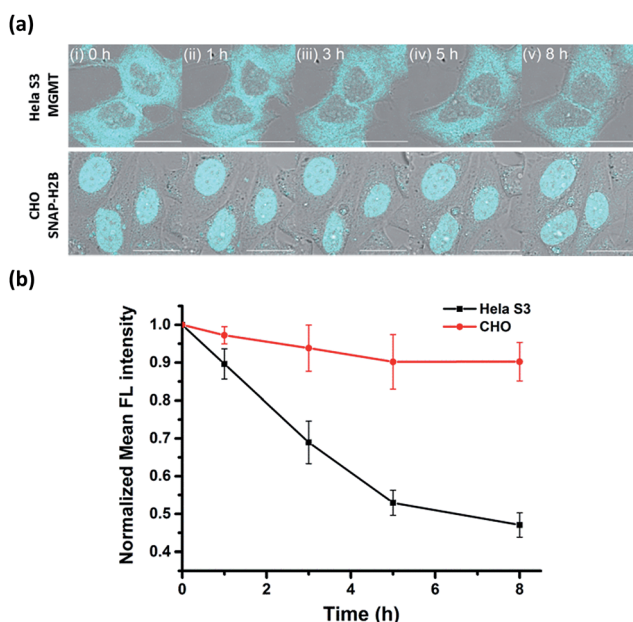 (a)
(i) 0 h (ii) 1 h (iii) 3 h (iv) 5 h (v) 8 h
Hela S3
MGMT
CHO
SNAP-H2B
(b)
Hela S3
CHO
Normalized Mean FL intensity
1.0
0.9
0.8
0.7
0.6
0.5
0.4
0 2 4 6 8
Time (h)